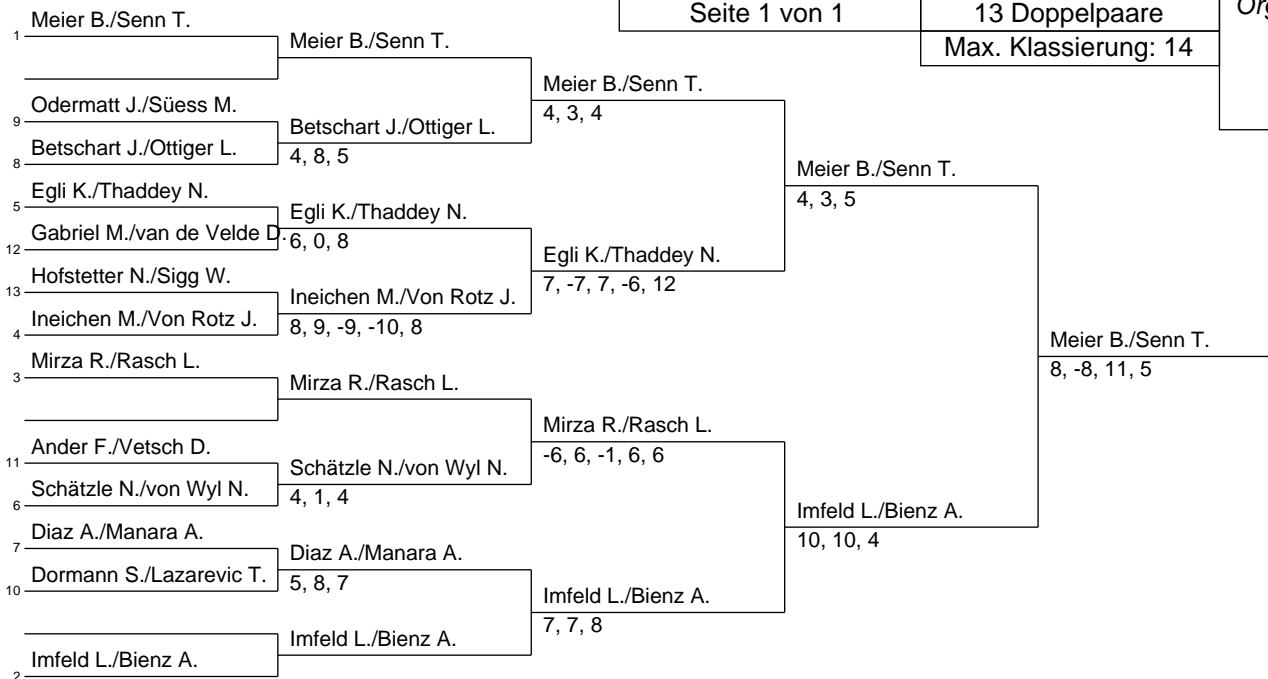 Seite 1 von 1
13 Doppelpaare
Max. Klassierung: 14
1 Meier B./Senn T.
9 Odermatt J./Süess M.
8 Betschart J./Ottiger L.
5 Egli K./Thaddey N.
12 Gabriel M./van de Velde D.
13 Hofstetter N./Sigg W.
4 Ineichen M./Von Rotz J.
3 Mirza R./Rasch L.
11 Ander F./Vetsch D.
6 Schätzle N./von Wyl N.
7 Diaz A./Manara A.
10 Dormann S./Lazarevic T.
2 Imfeld L./Bienz A.
Meier B./Senn T.
Betschart J./Ottiger L.
4, 8, 5
Egli K./Thaddey N.
6, 0, 8
Ineichen M./Von Rotz J.
8, 9, -9, -10, 8
Mirza R./Rasch L.
Schätzle N./von Wyl N.
4, 1, 4
Diaz A./Manara A.
5, 8, 7
Imfeld L./Bienz A.
Meier B./Senn T.
4, 3, 4
Egli K./Thaddey N.
7, -7, 7, -6, 12
Mirza R./Rasch L.
-6, 6, -1, 6, 6
Imfeld L./Bienz A.
7, 7, 8
Meier B./Senn T.
4, 3, 5
Imfeld L./Bienz A.
10, 10, 4
Meier B./Senn T.
8, -8, 11, 5